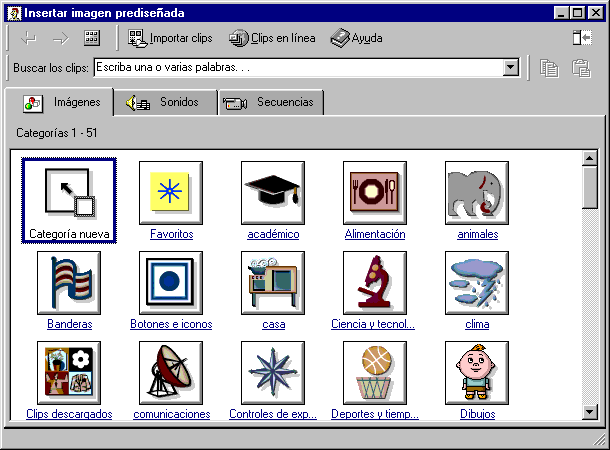 Insertar imagen prediseñada
Importar clips Clips en línea Ayuda
Buscar los clips: Escriba una o varias palabras. . .
Imágenes Sonidos Secuencias
Categorías 1 - 51
Categoría nueva Favoritos académico Alimentación animales
Banderas Botones e iconos casa Ciencia y tecnol... clima
Clips descargados comunicaciones Controles de exp... Deportes y tiemp... Dibujos